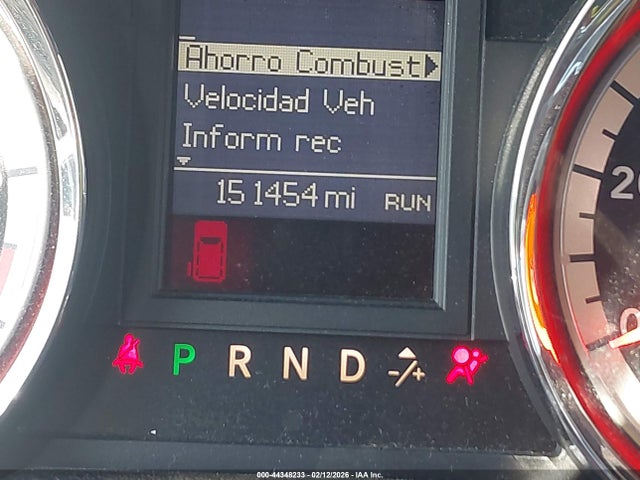 Ahorro Combust
Velocidad Veh
Inform rec
151454 mi RUN
P R N D -/+
000-44348233 - 02/12/2026 - IAA Inc.